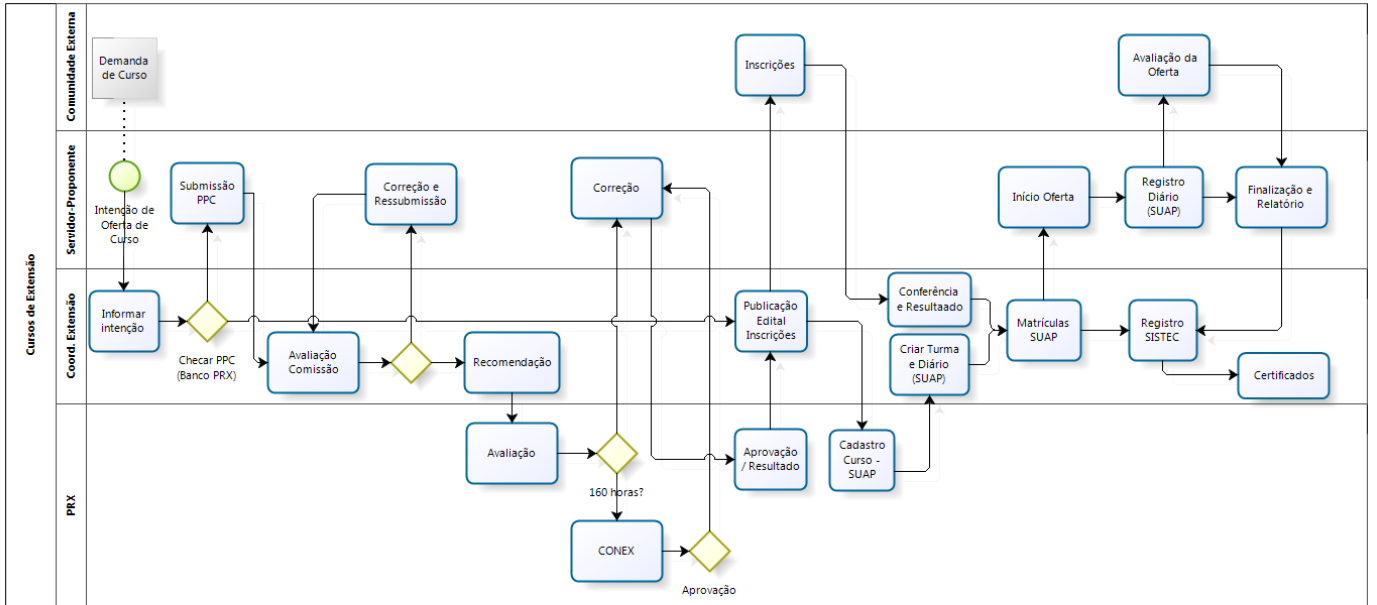 Cursos de Extensão
Comunidade Externa
Demanda
de Curso
Inscrições
Avaliação da
Oferta
Servidor-Proponente
Intenção de
Oferta de
Curso
Submissão
PPC
Correção e
Ressubmissão
Correção
Início Oferta
Registro
Diário
(SUAP)
Finalização e
Relatório
Coord. Extensão
Informar
intenção
Checar PPC
(Banco PRX)
Avaliação
Comissão
Recomendação
Publicação
Edital
Inscrições
Conferência
e Resultaado
Criar Turma
e Diário
(SUAP)
Matrículas
SUAP
Registro
SISTEC
Certificados
PRX
Avaliação
160 horas?
CONEX
Aprovação
Aprovação
/ Resultado
Cadastro
Curso -
SUAP